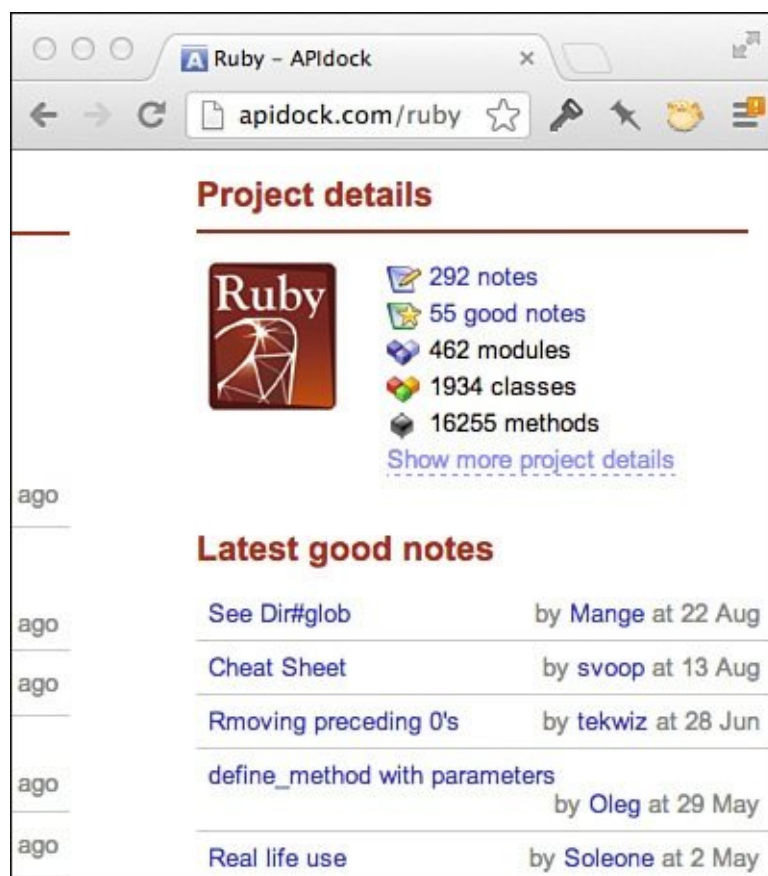 Ruby – APIdock
apidock.com/ruby
Project details
Ruby
292 notes
55 good notes
462 modules
1934 classes
16255 methods
Show more project details
ago
Latest good notes
See Dir#glob by Mange at 22 Aug
ago
Cheat Sheet by svoop at 13 Aug
ago
Rmoving preceding 0's by tekwiz at 28 Jun
define_method with parameters
ago
by Oleg at 29 May
ago
Real life use by Soleone at 2 May